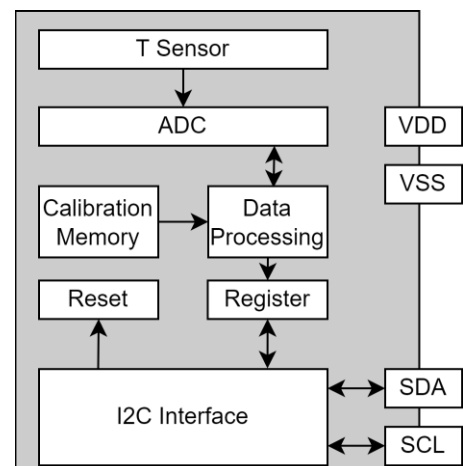 T Sensor
ADC
VDD
VSS
Calibration
Memory
Data
Processing
Reset
Register
I2C Interface
SDA
SCL